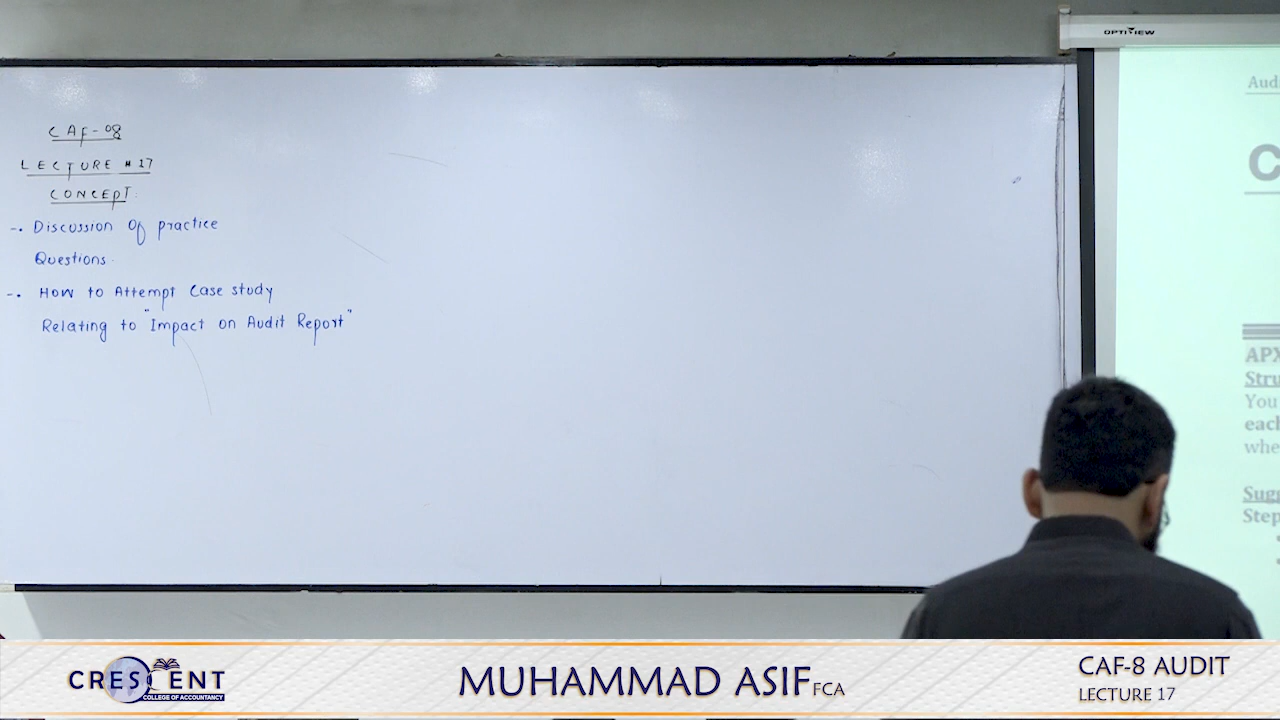 CAF-08
LECTURE # 17
CONCEPT.
-. Discussion Of practice
Questions.
-. How to Attempt Case study
Relating to "Impact on Audit Report"
OPTIVIEW
Aud
C
APX
Stru
You
each
whe
Sugg
Step
CRESCENT
COLLEGE OF ACCOUNTANCY
MUHAMMAD ASIF FCA
CAF-8 AUDIT
LECTURE 17